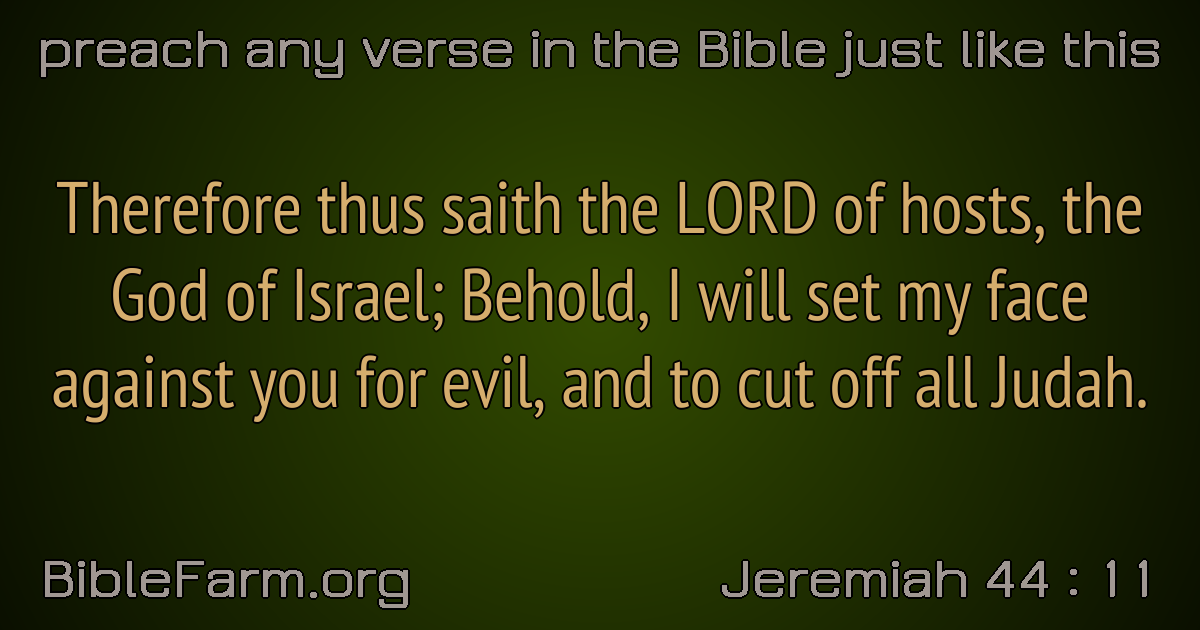 preach any verse in the Bible just like this
Therefore thus saith the LORD of hosts, the
God of Israel; Behold, I will set my face
against you for evil, and to cut off all Judah.
BibleFarm.org
Jeremiah 44 : 11